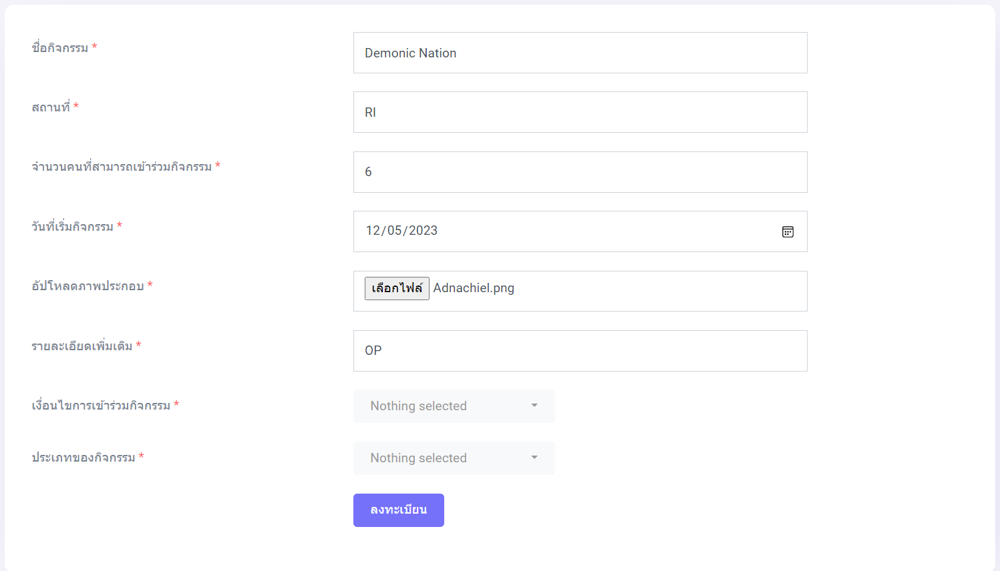 ชื่อกิจกรรม * Demonic Nation
สถานที่ * RI
จำนวนคนที่สามารถเข้าร่วมกิจกรรม * 6
วันที่เริ่มกิจกรรม * 12/05/2023
อัปโหลดภาพประกอบ * เลือกไฟล์ Adnachiel.png
รายละเอียดเพิ่มเติม * OP
เงื่อนไขการเข้าร่วมกิจกรรม * Nothing selected
ประเภทของกิจกรรม * Nothing selected
ลงทะเบียน